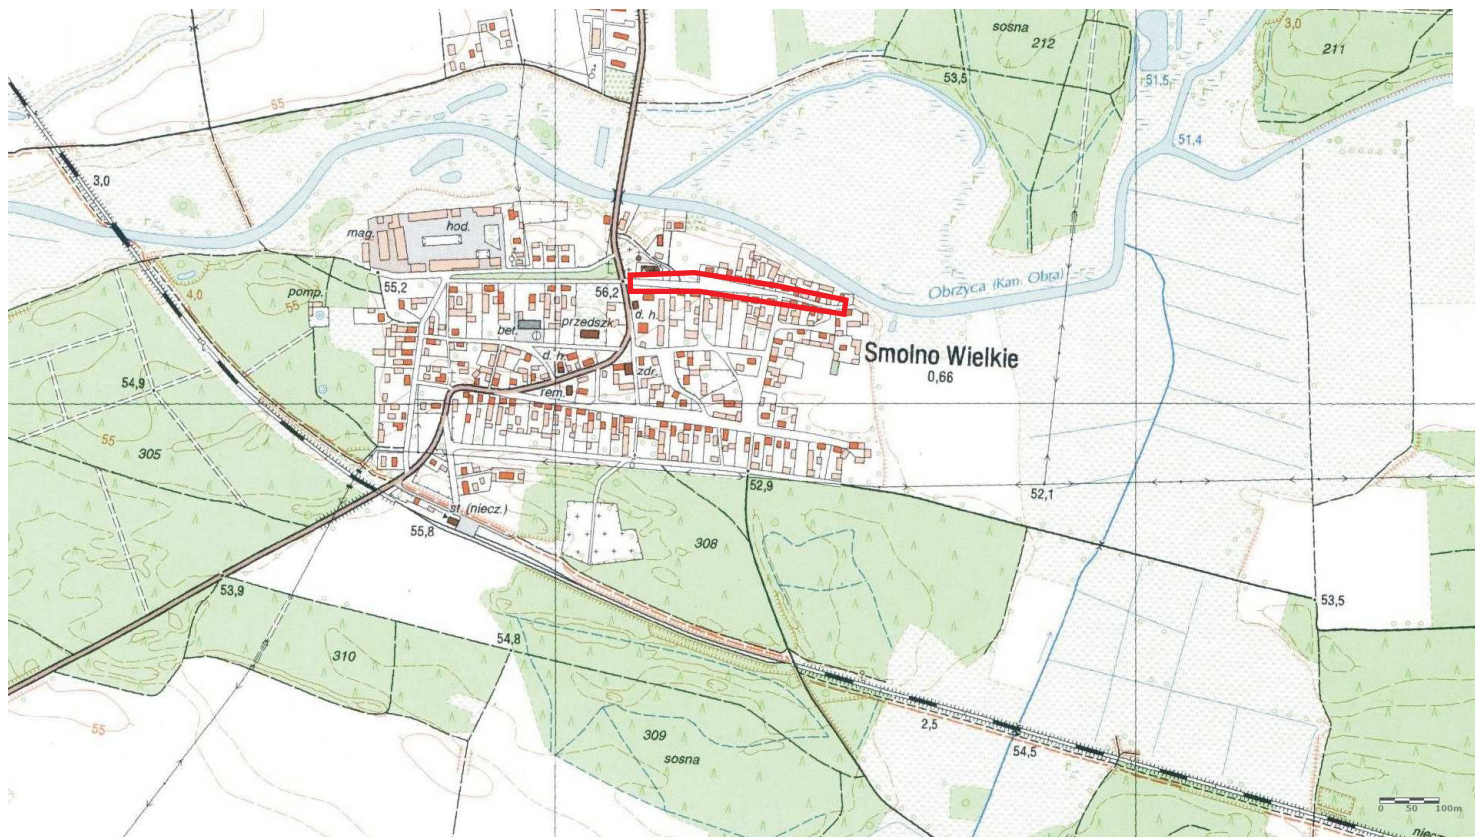 sosna
212
3,0
211
53,5
51,5
55
51,4
3,0
mag.
hod.
4,0
pomp.
55,2
55
56,2
Obrzyca (Kan. Obra)
bet.
przedszk.
d. h.
d. h.
zdr.
rem.
Smolno Wielkie
0,66
54,9
55
305
52,9
52,1
st. (niecz.)
55,8
308
53,9
53,5
54,8
310
55
309
sosna
2,5
54,5
0 50 100m
niecz